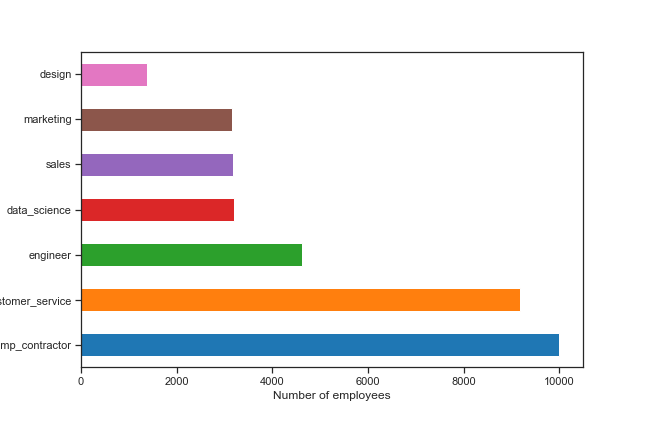 design
marketing
sales
data_science
engineer
stomer_service
mp_contractor
0 2000 4000 6000 8000 10000
Number of employees